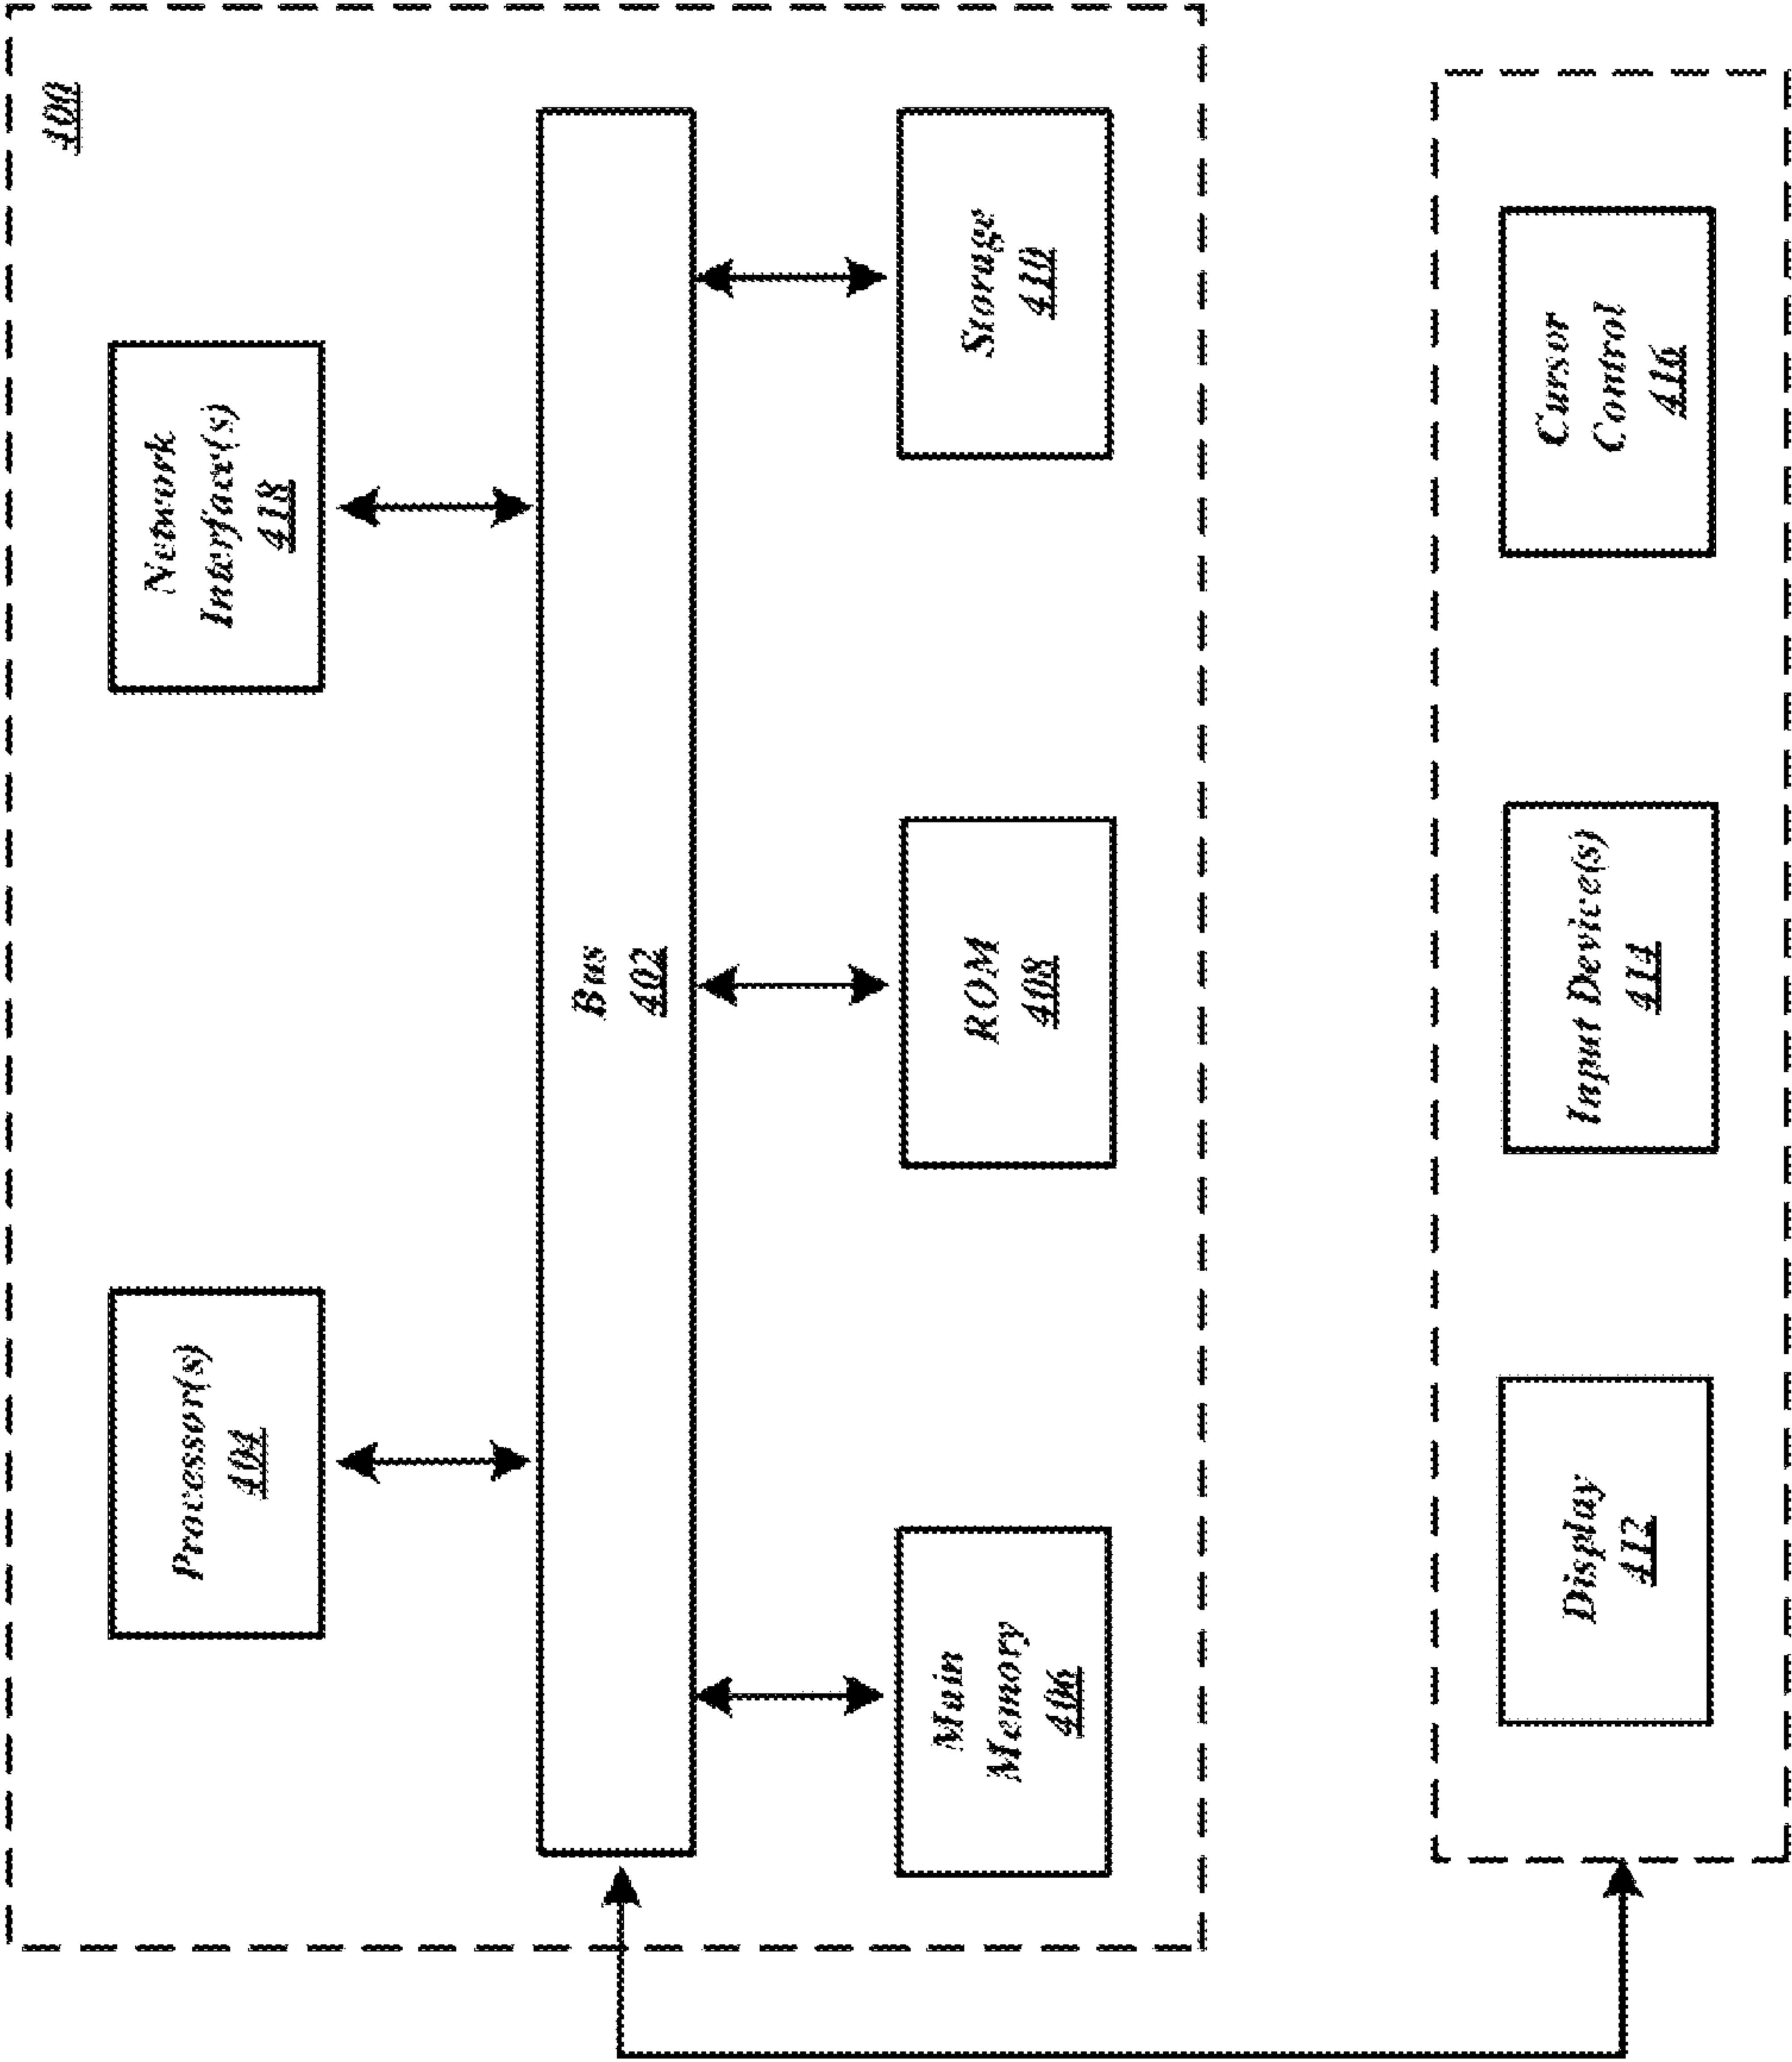 400
Processor(s)
404
Network
Interface(s)
418
Bus
402
Main
Memory
406
ROM
408
Storage
410
Display
412
Input Device(s)
414
Cursor
Control
416